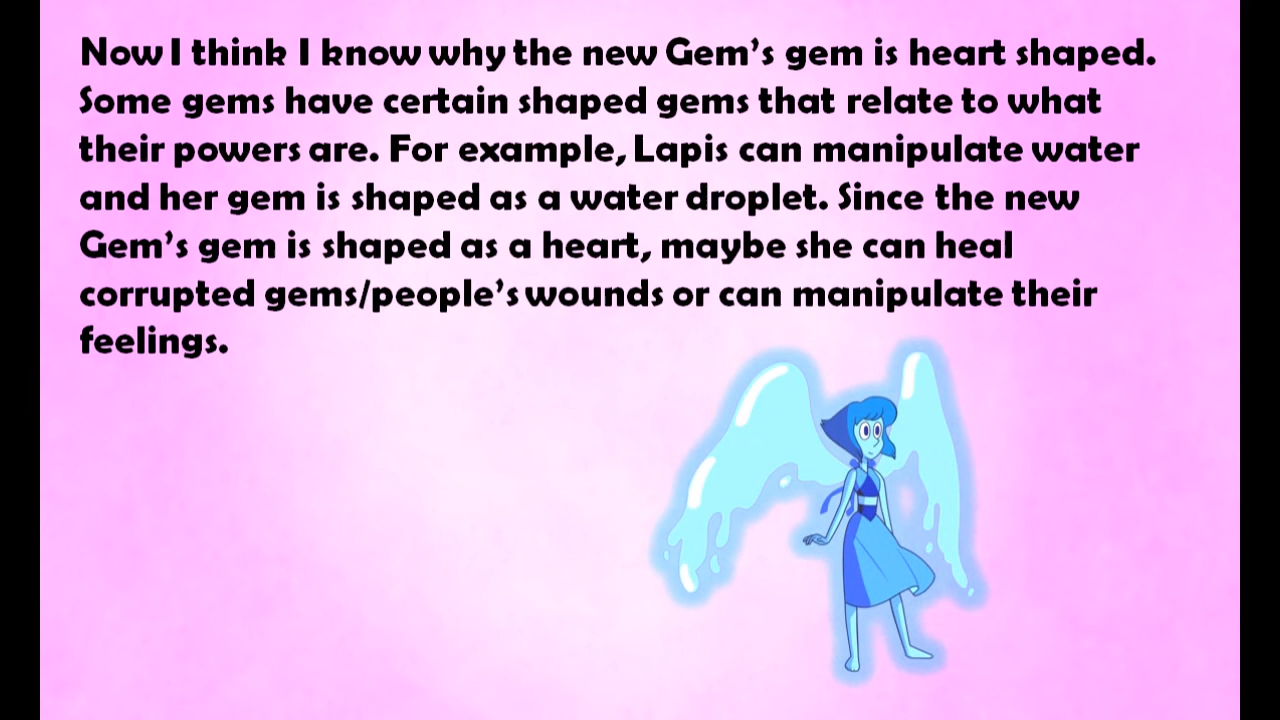 Now I think I know why the new Gem's gem is heart shaped.
Some gems have certain shaped gems that relate to what
their powers are. For example, Lapis can manipulate water
and her gem is shaped as a water droplet. Since the new
Gem's gem is shaped as a heart, maybe she can heal
corrupted gems/people's wounds or can manipulate their
feelings.